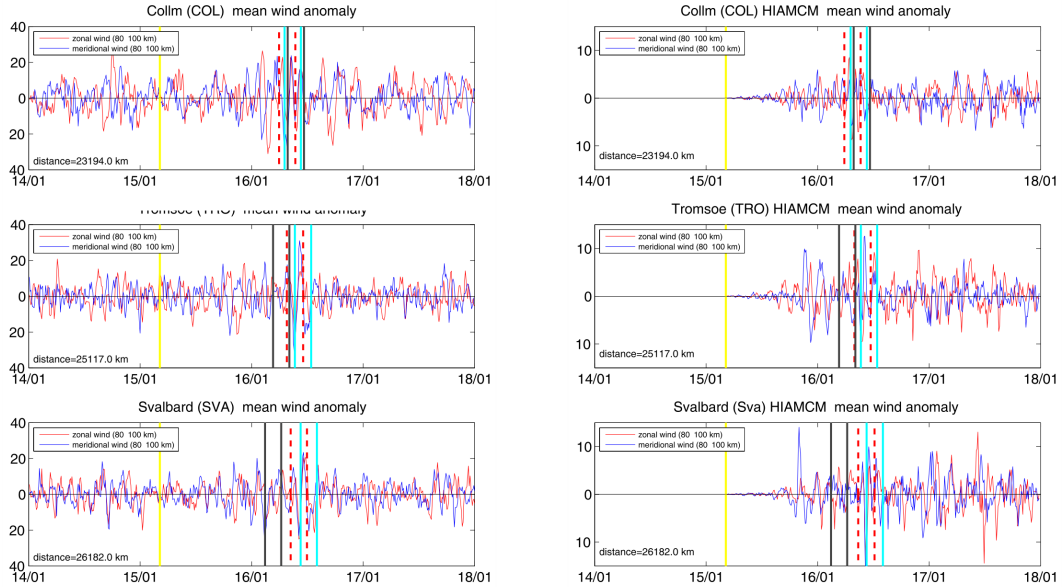 Collm (COL)  mean wind anomaly
40
20
0
20
40
zonal wind (80  100 km)
meridional wind (80  100 km)
distance=23194.0 km
14/01 15/01 16/01 17/01 18/01
Collm (COL) HIAMCM  mean wind anomaly
10
0
10
zonal wind (80  100 km)
meridional wind (80  100 km)
distance=23194.0 km
14/01 15/01 16/01 17/01 18/01
mean wind anomaly
40
20
0
20
40
zonal wind (80  100 km)
meridional wind (80  100 km)
distance=25117.0 km
14/01 15/01 16/01 17/01 18/01
Tromsoe (TRO) HIAMCM  mean wind anomaly
10
0
10
zonal wind (80  100 km)
meridional wind (80  100 km)
distance=25117.0 km
14/01 15/01 16/01 17/01 18/01
Svalbard (SVA)  mean wind anomaly
40
20
0
20
40
zonal wind (80  100 km)
meridional wind (80  100 km)
distance=26182.0 km
14/01 15/01 16/01 17/01 18/01
Svalbard (Sva) HIAMCM  mean wind anomaly
10
0
10
zonal wind (80  100 km)
meridional wind (80  100 km)
distance=26182.0 km
14/01 15/01 16/01 17/01 18/01